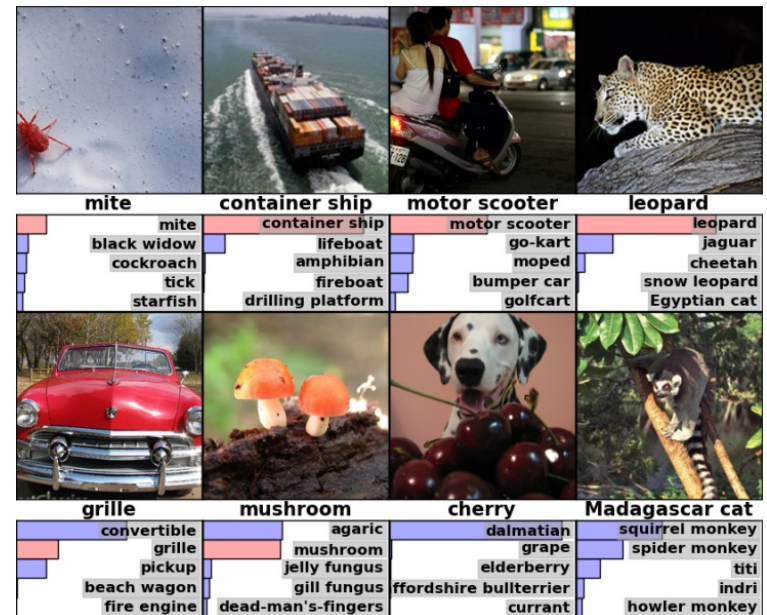 mite
container ship
motor scooter
leopard
mite
black widow
cockroach
tick
starfish
container ship
lifeboat
amphibian
fireboat
drilling platform
motor scooter
go-kart
moped
bumper car
golfcart
leopard
jaguar
cheetah
snow leopard
Egyptian cat
grille
mushroom
cherry
Madagascar cat
convertible
grille
pickup
beach wagon
fire engine
agaric
mushroom
jelly fungus
gill fungus
dead-man's-fingers
dalmatian
grape
elderberry
ffordshire bullterrier
currant
squirrel monkey
spider monkey
titi
indri
howler monkey